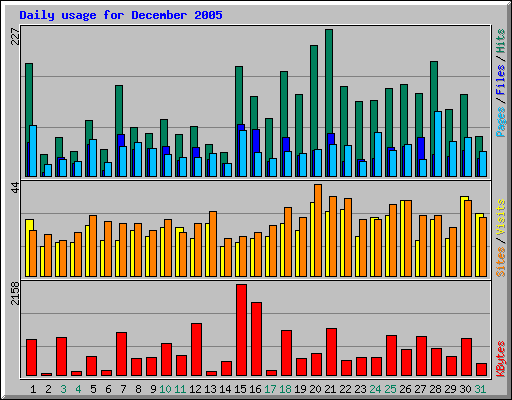 Daily usage for December 2005
227
Pages / Files / Hits
44
Sites / Visits
2158
KBytes
1 2 3 4 5 6 7 8 9 10 11 12 13 14 15 16 17 18 19 20 21 22 23 24 25 26 27 28 29 30 31